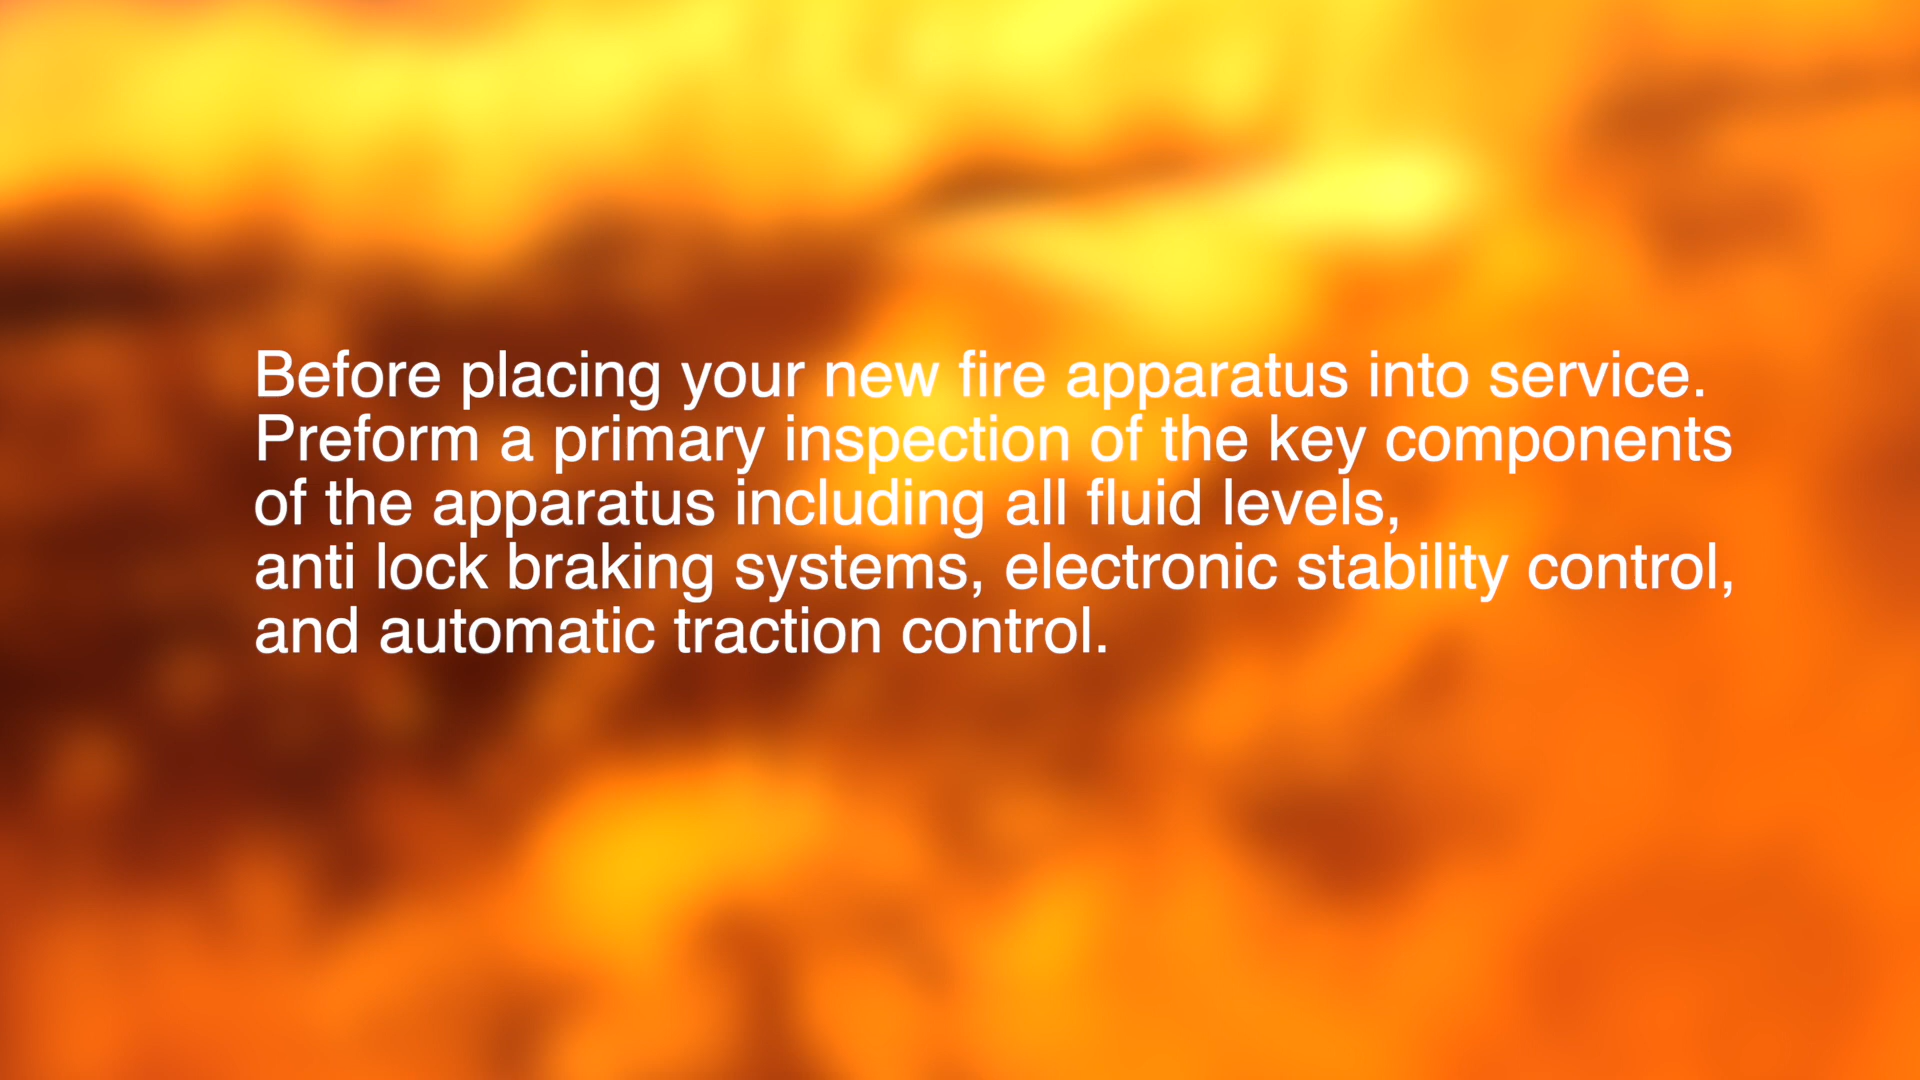 Before placing your new fire apparatus into service.
Preform a primary inspection of the key components
of the apparatus including all fluid levels,
anti lock braking systems, electronic stability control,
and automatic traction control.